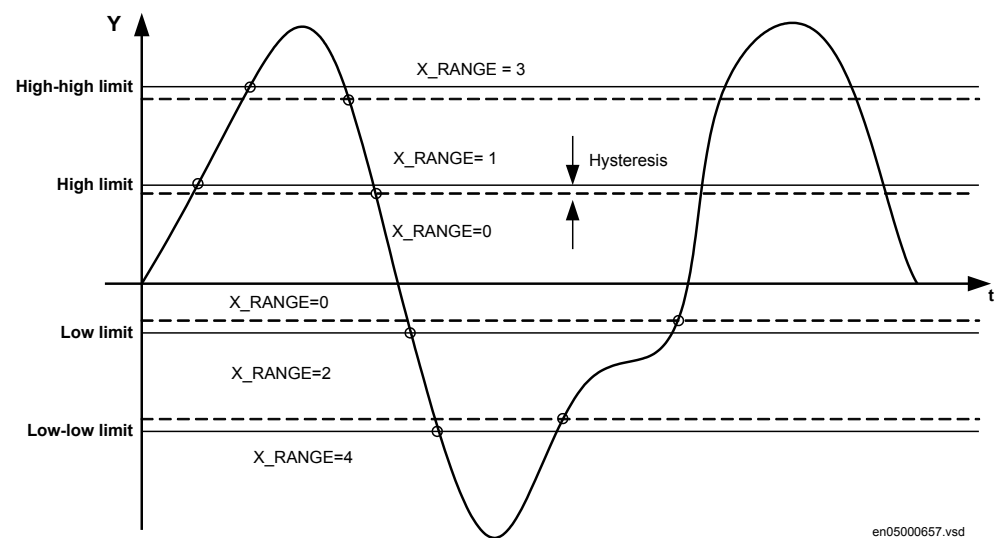 Y
High-high limit
X_RANGE = 3
X_RANGE= 1
Hysteresis
High limit
X_RANGE=0
t
X_RANGE=0
Low limit
X_RANGE=2
Low-low limit
X_RANGE=4
en05000657.vsd